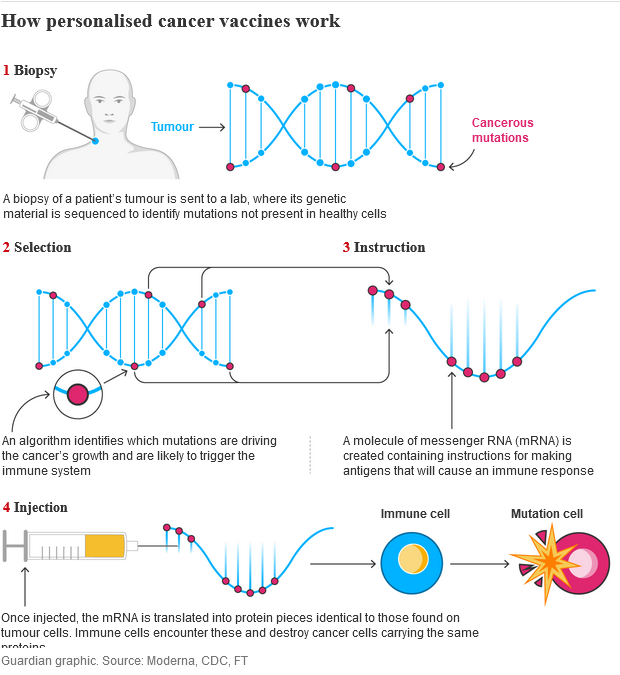 How personalised cancer vaccines work
1 Biopsy
Tumour
Cancerous
mutations
A biopsy of a patient's tumour is sent to a lab, where its genetic
material is sequenced to identify mutations not present in healthy cells
2 Selection
3 Instruction
An algorithm identifies which mutations are driving
the cancer's growth and are likely to trigger the
immune system
A molecule of messenger RNA (mRNA) is
created containing instructions for making
antigens that will cause an immune response
4 Injection
Immune cell
Mutation cell
Once injected, the mRNA is translated into protein pieces identical to those found on
tumour cells. Immune cells encounter these and destroy cancer cells carrying the same
proteins
Guardian graphic. Source: Moderna, CDC, FT